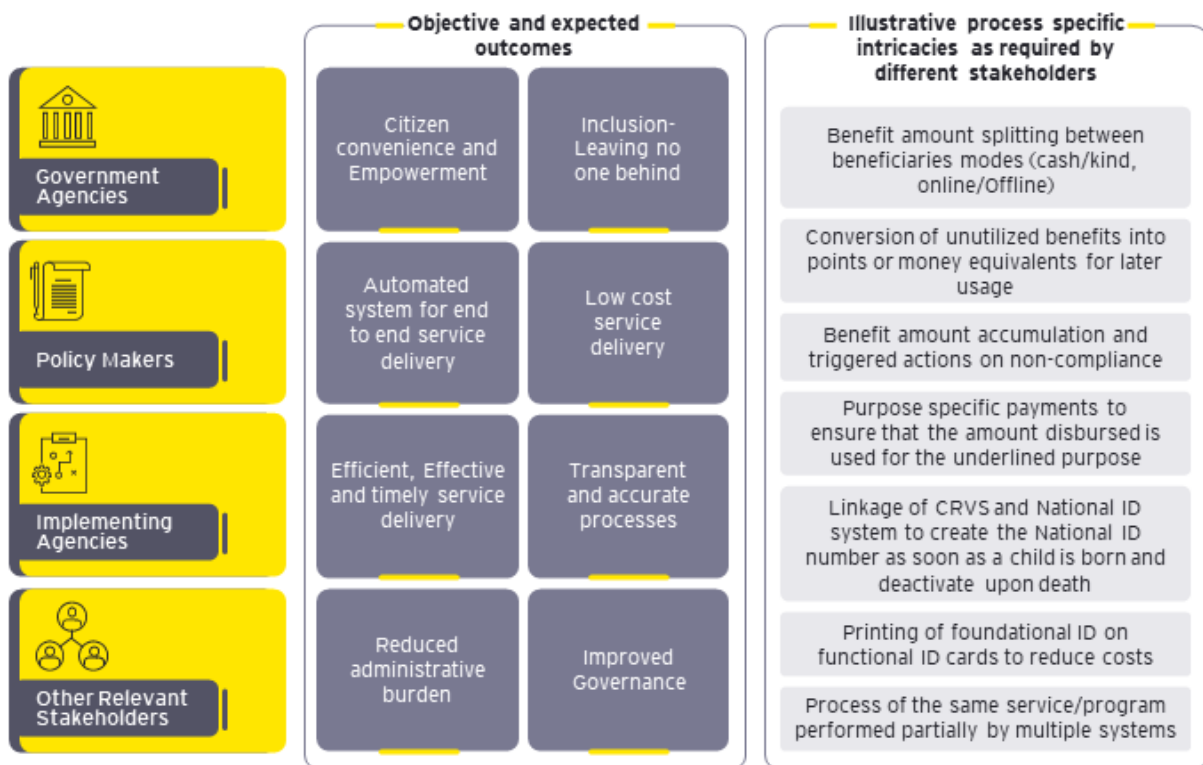 Objective and expected
outcomes
Illustrative process specific
intricacies as required by
different stakeholders
Government
Agencies
Citizen
convenience and
Empowerment
Inclusion-
Leaving no
one behind
Policy Makers
Automated
system for end
to end service
delivery
Low cost
service
delivery
Implementing
Agencies
Efficient, Effective
and timely service
delivery
Transparent
and accurate
processes
Other Relevant
Stakeholders
Reduced
administrative
burden
Improved
Governance
Benefit amount splitting between
beneficiaries modes (cash/kind,
online/Offline)
Conversion of unutilized benefits into
points or money equivalents for later
usage
Benefit amount accumulation and
triggered actions on non-compliance
Purpose specific payments to
ensure that the amount disbursed is
used for the underlined purpose
Linkage of CRVS and National ID
system to create the National ID
number as soon as a child is born and
deactivate upon death
Printing of foundational ID on
functional ID cards to reduce costs
Process of the same service/program
performed partially by multiple systems